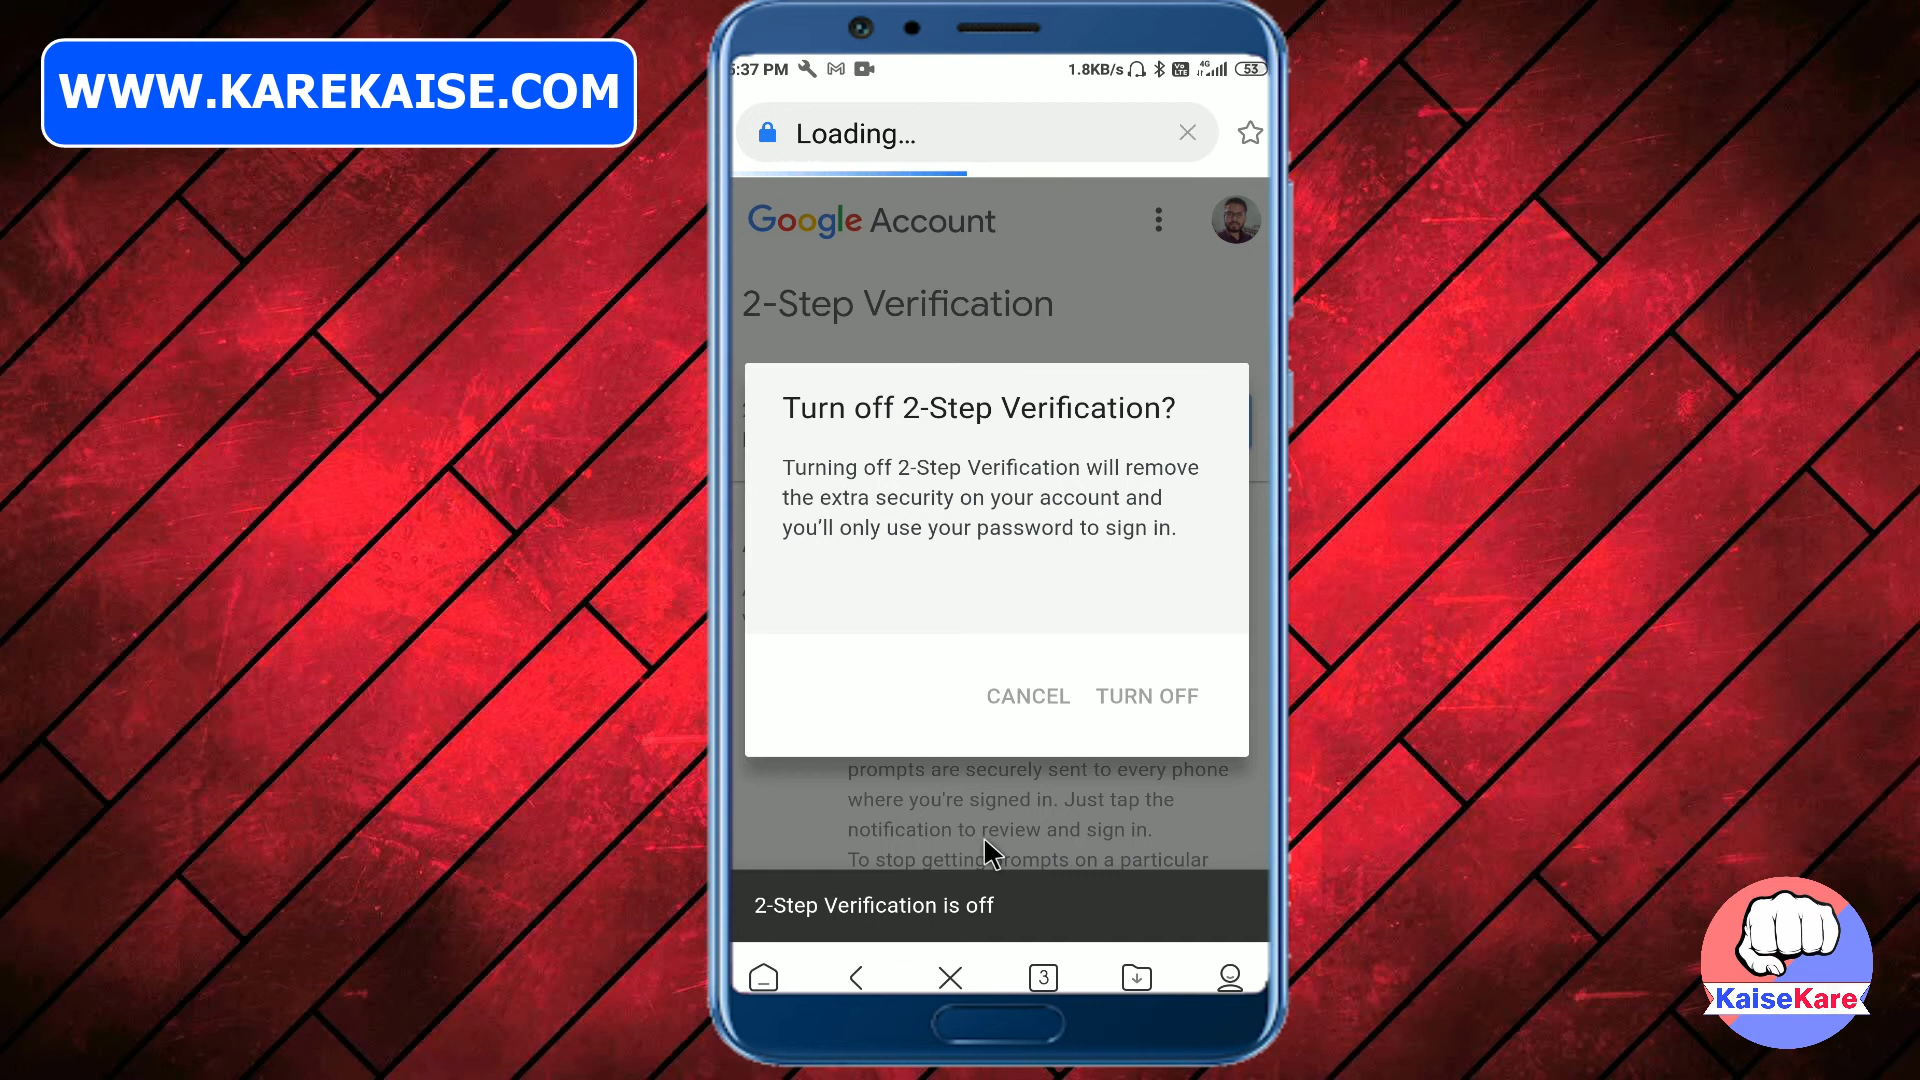 WWW.KAREKAISE.COM
5:37 PM
1.8KB/s
Vo
LTE
4G
53
Loading...
Google Account
2-Step Verification
Turn off 2-Step Verification?
Turning off 2-Step Verification will remove
the extra security on your account and
you’ll only use your password to sign in.
CANCEL TURN OFF
prompts are securely sent to every phone
where you're signed in. Just tap the
notification to review and sign in.
To stop getting prompts on a particular
2-Step Verification is off
3
KaiseKare